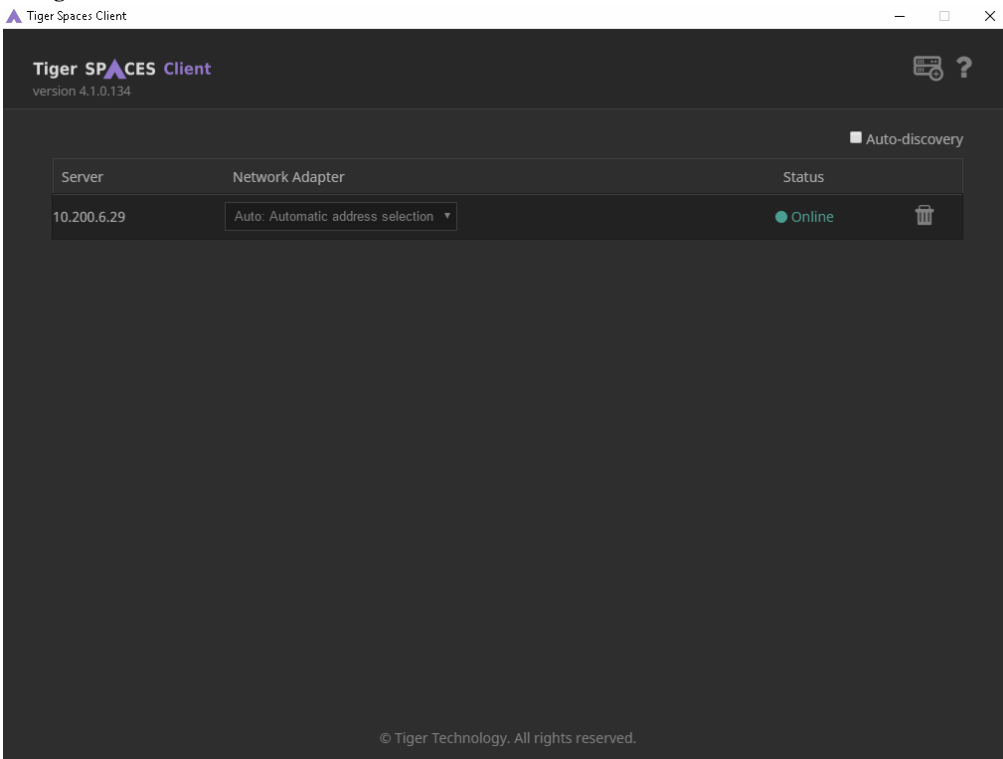 Tiger Spaces Client
Tiger SPACES Client
version 4.1.0.134
Auto-discovery
Server Network Adapter Status
10.200.6.29 Auto: Automatic address selection Online
© Tiger Technology. All rights reserved.